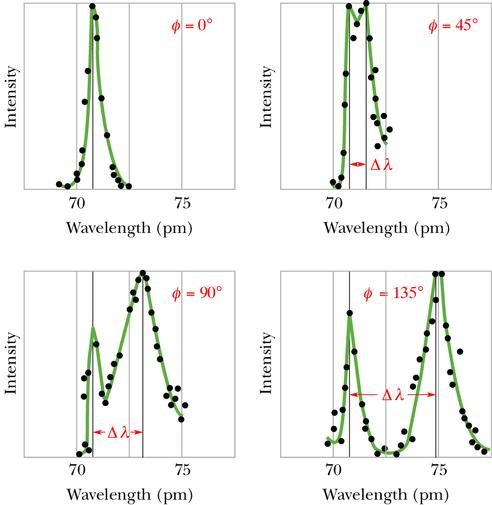 Intensity
ϕ = 0°
70 75
Wavelength (pm)
Intensity
ϕ = 45°
Δλ
70 75
Wavelength (pm)
Intensity
ϕ = 90°
Δλ
70 75
Wavelength (pm)
Intensity
ϕ = 135°
Δλ
70 75
Wavelength (pm)